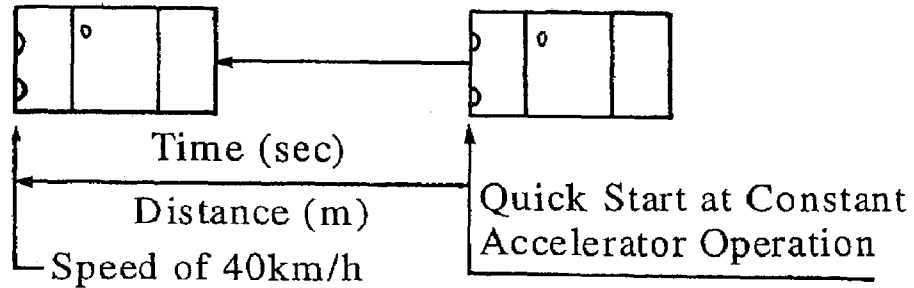 Time (sec)
Distance (m)
Quick Start at Constant
Accelerator Operation
Speed of 40km/h